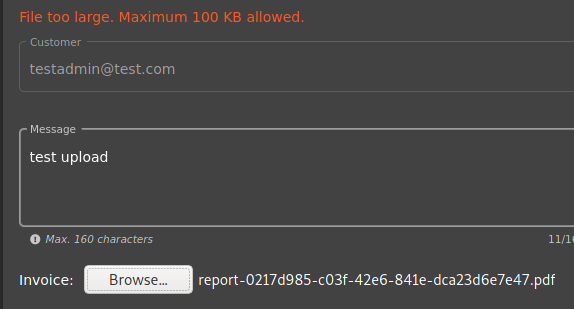 File too large. Maximum 100 KB allowed.
Customer
testadmin@test.com
Message
test upload
Max. 160 characters 11/1
Invoice: Browse... report-0217d985-c03f-42e6-841e-dca23d6e7e47.pdf